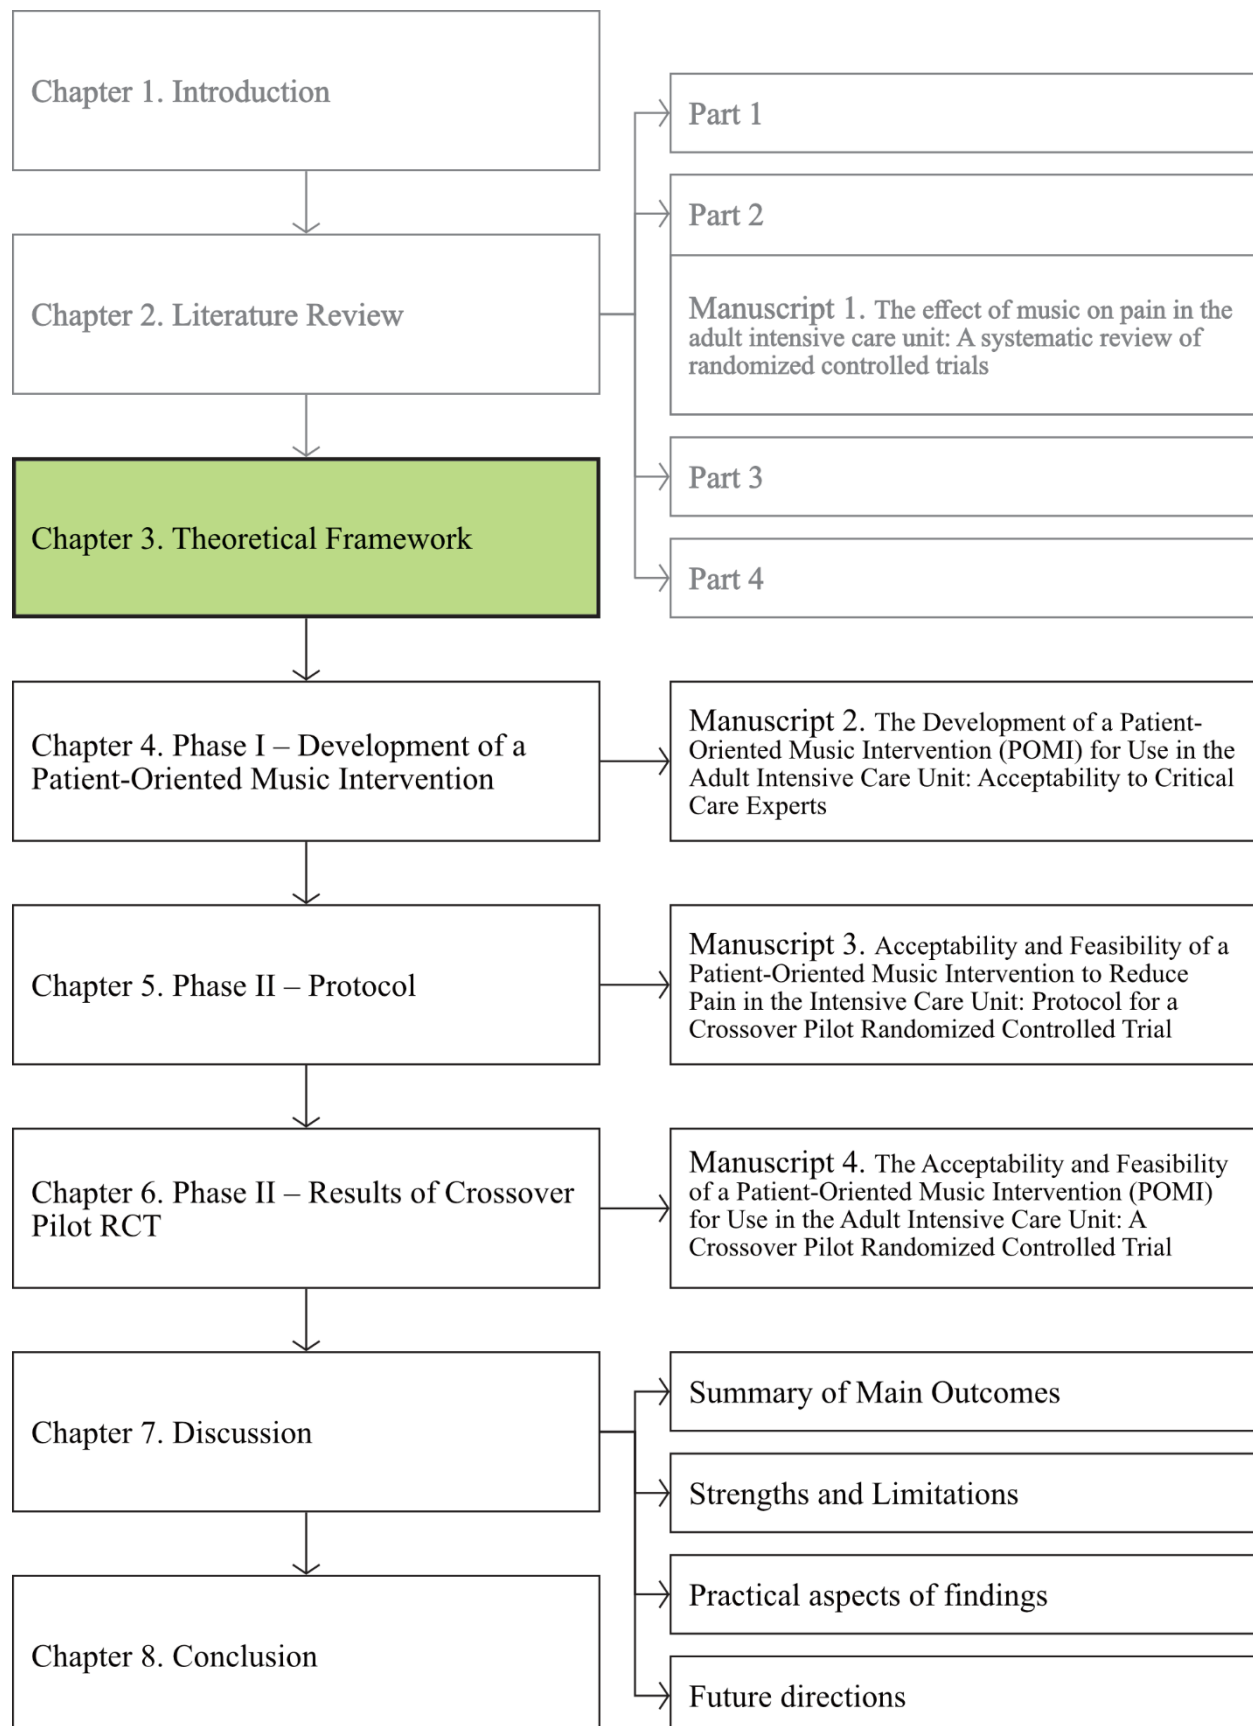 Chapter 1. Introduction
Chapter 2. Literature Review
Part 1
Part 2
Manuscript 1. The effect of music on pain in the
adult intensive care unit: A systematic review of
randomized controlled trials
Part 3
Part 4
Chapter 3. Theoretical Framework
Chapter 4. Phase I – Development of a
Patient-Oriented Music Intervention
Manuscript 2. The Development of a Patient-
Oriented Music Intervention (POMI) for Use in the
Adult Intensive Care Unit: Acceptability to Critical
Care Experts
Chapter 5. Phase II – Protocol
Manuscript 3. Acceptability and Feasibility of a
Patient-Oriented Music Intervention to Reduce
Pain in the Intensive Care Unit: Protocol for a
Crossover Pilot Randomized Controlled Trial
Chapter 6. Phase II – Results of Crossover
Pilot RCT
Manuscript 4. The Acceptability and Feasibility
of a Patient-Oriented Music Intervention (POMI)
for Use in the Adult Intensive Care Unit: A
Crossover Pilot Randomized Controlled Trial
Chapter 7. Discussion
Summary of Main Outcomes
Strengths and Limitations
Practical aspects of findings
Future directions
Chapter 8. Conclusion